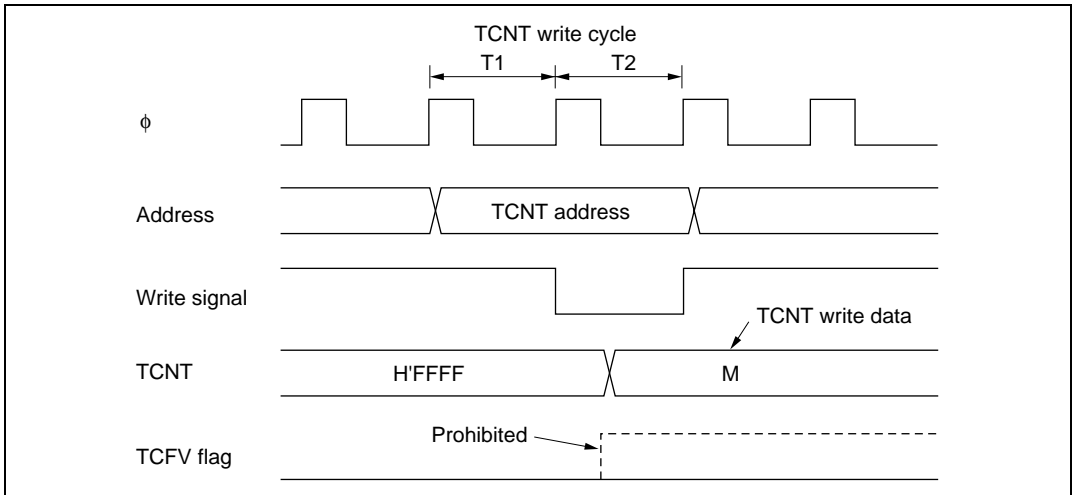 TCNT write cycle
T1 T2
ϕ
Address
TCNT address
Write signal
TCNT write data
TCNT
H'FFFF
M
Prohibited
TCFV flag